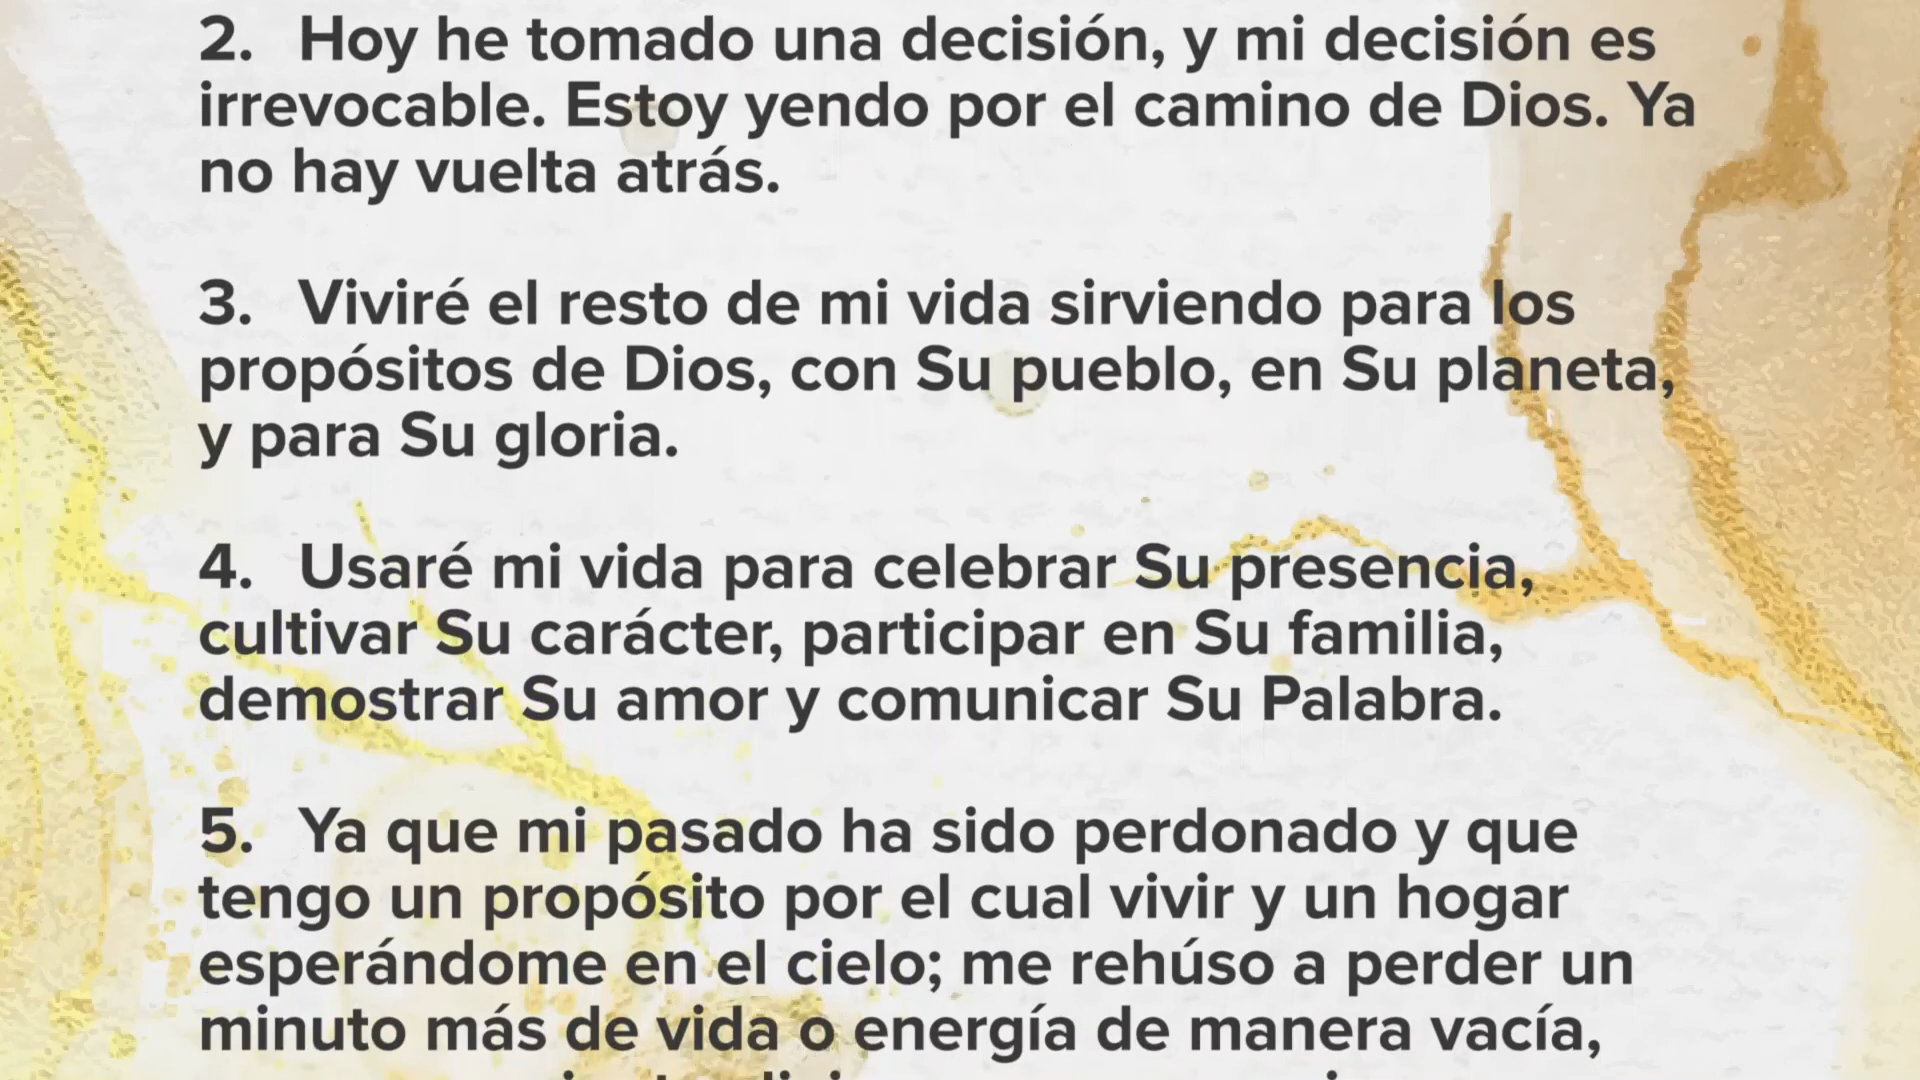 2. Hoy he tomado una decisión, y mi decisión es
irrevocable. Estoy yendo por el camino de Dios. Ya
no hay vuelta atrás.
3. Viviré el resto de mi vida sirviendo para los
propósitos de Dios, con Su pueblo, en Su planeta,
y para Su gloria.
4. Usaré mi vida para celebrar Su presencia,
cultivar Su carácter, participar en Su familia,
demostrar Su amor y comunicar Su Palabra.
5. Ya que mi pasado ha sido perdonado y que
tengo un propósito por el cual vivir y un hogar
esperándome en el cielo; me rehúso a perder un
minuto más de vida o energía de manera vacía,